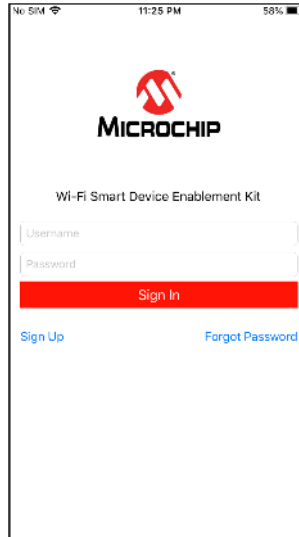 No SIM 11:25 PM 58%
MICROCHIP
Wi-Fi Smart Device Enablement Kit
Username
Password
Sign In
Sign Up Forgot Password